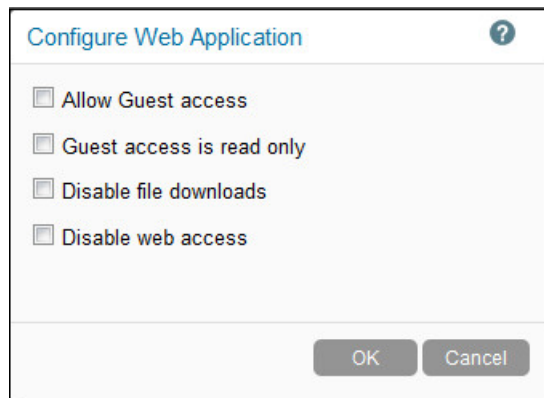 Configure Web Application ?
Allow Guest access
Guest access is read only
Disable file downloads
Disable web access
OK Cancel